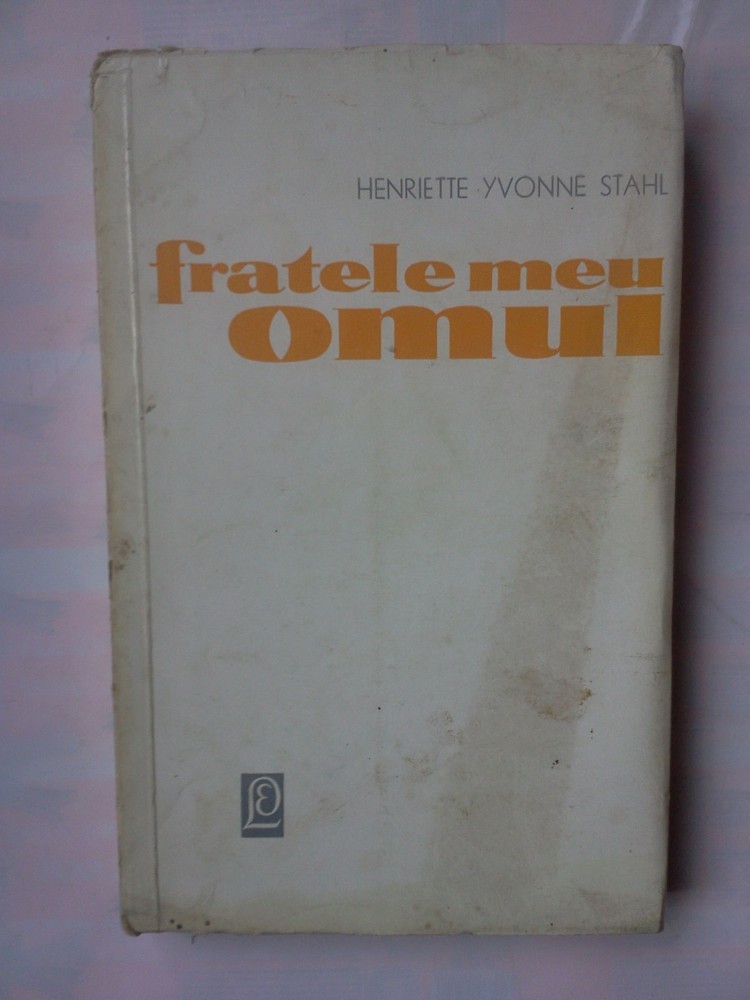 HENRIETTE YVONNE STAHL
fratele meu
omul